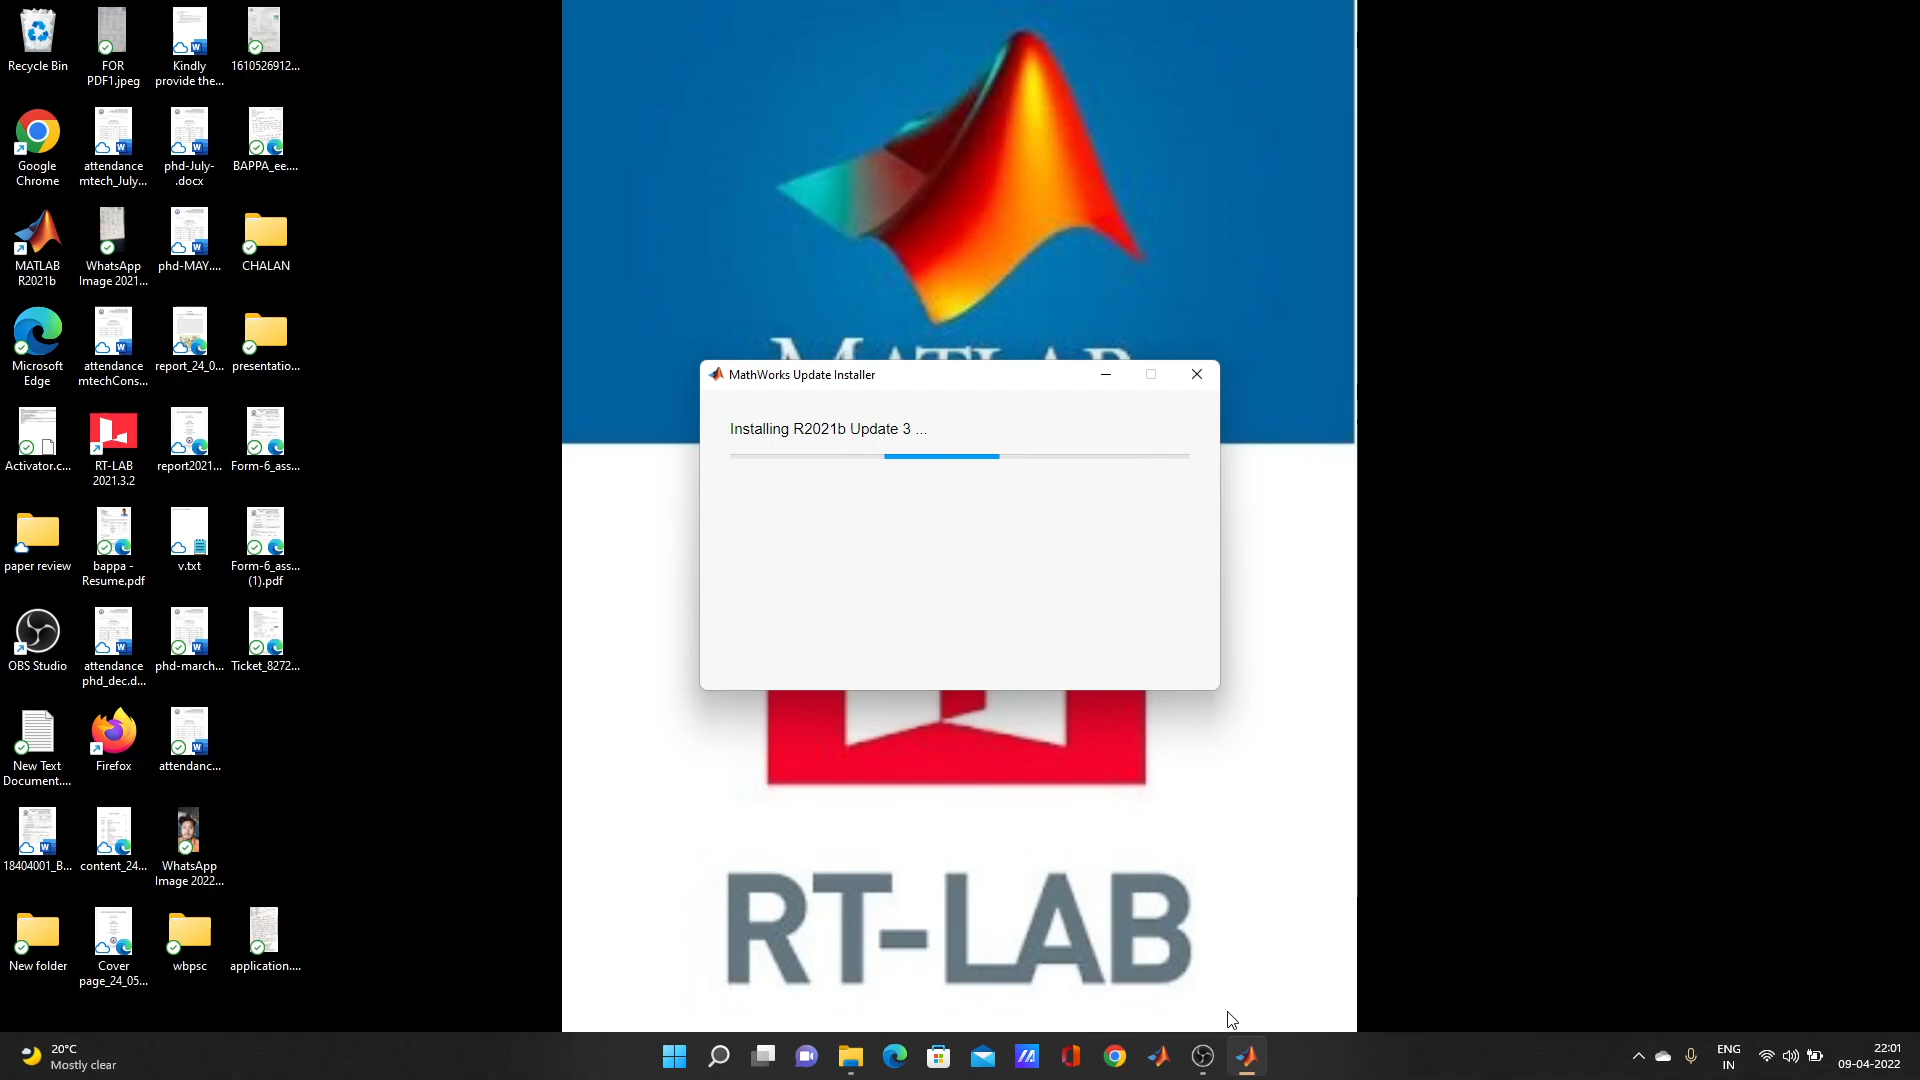 Recycle Bin
FOR
PDF1.jpeg
Kindly
provide the...
1610526912...
Google
Chrome
attendance
mtech_July...
phd-July-
.docx
BAPPA_ee....
MATLAB
R2021b
WhatsApp
Image 2021...
phd-MAY....
CHALAN
Microsoft
Edge
attendance
mtechCons...
report_24_0...
presentatio...
Activator.c...
RT-LAB
2021.3.2
report2021...
Form-6_ass...
paper review
bappa -
Resume.pdf
v.txt
Form-6_ass...
(1).pdf
OBS Studio
attendance
phd_dec.d...
phd-march...
Ticket_8272...
New Text
Document....
Firefox
attendanc...
18404001_B...
content_24...
WhatsApp
Image 2022...
New folder
Cover
page_24_05...
wbpsc
application....
MATLAB
MathWorks Update Installer
Installing R2021b Update 3 ...
RT-LAB
20°C
Mostly clear
ENG
IN
22:01
09-04-2022